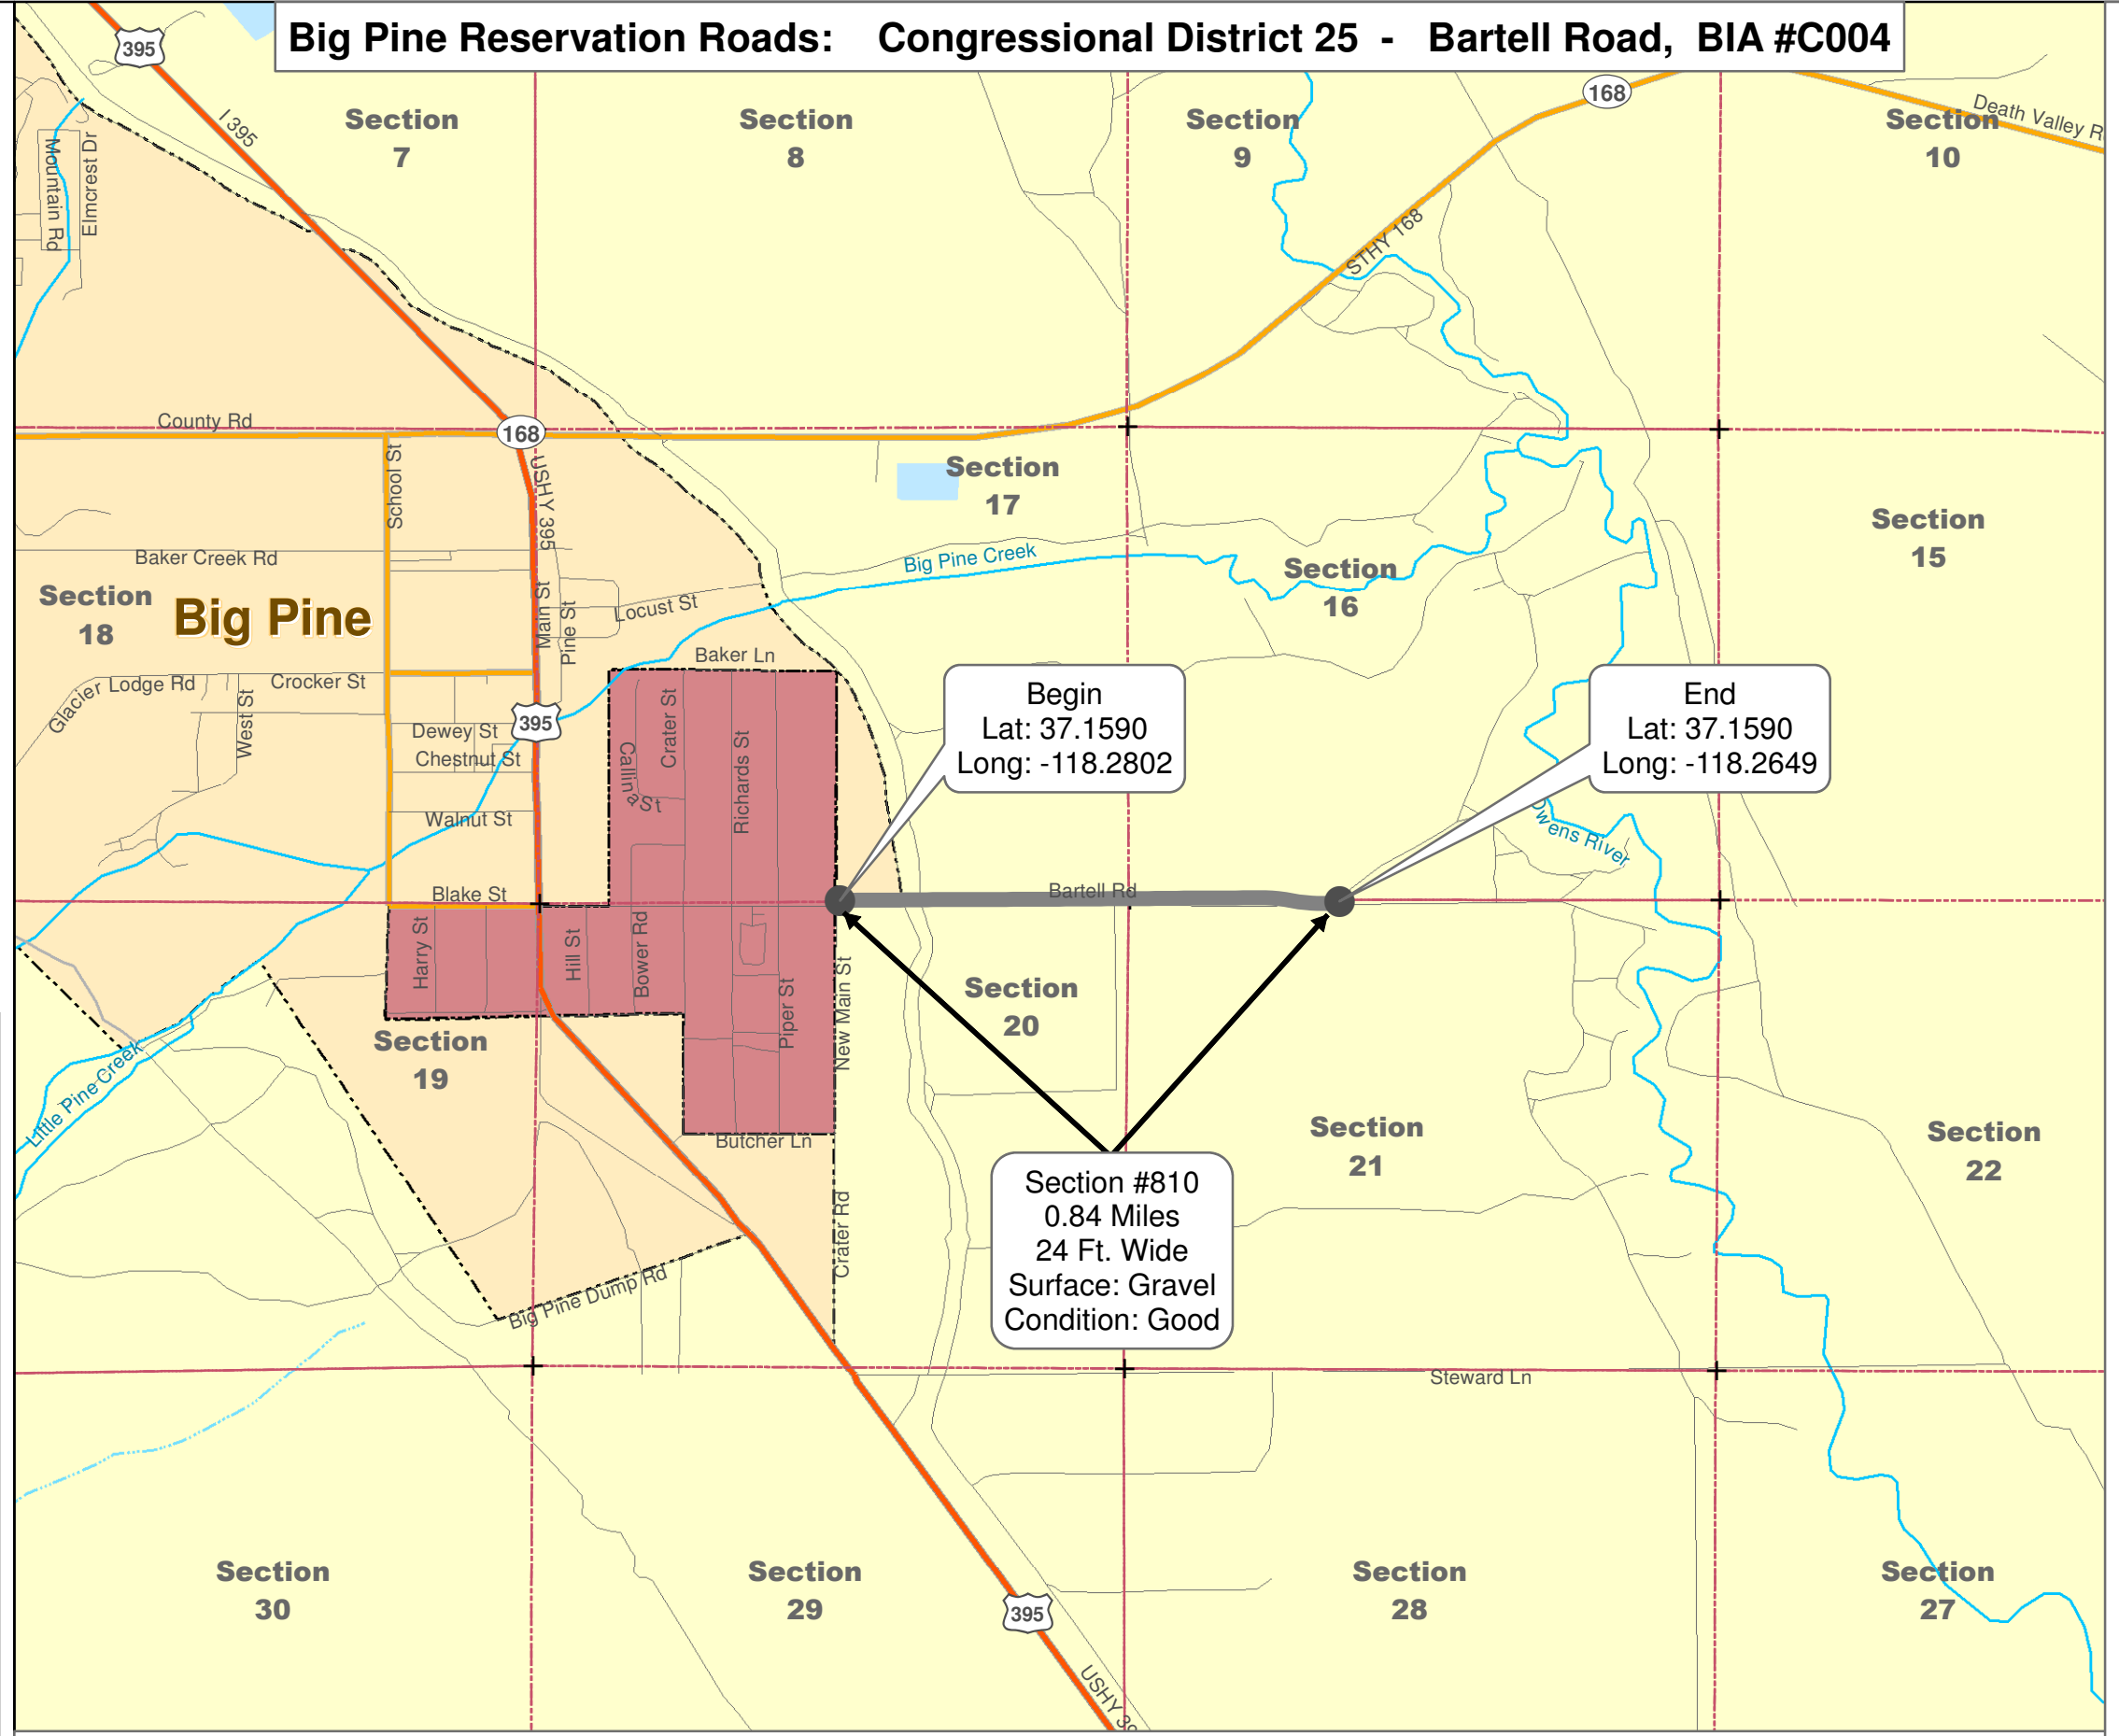 Big Pine Reservation Roads: Congressional District 25 - Bartell Road, BIA #C004
395
I 395
Section
7
Section
8
Section
9
168
Section
10
Death Valley R
Mountain Rd
Elmcrest Dr
STHY 168
County Rd
168
School St
USHY 395
Section
17
Section
15
Baker Creek Rd
Big Pine Creek
Section
16
Section
18
Big Pine
Main St
Pine St
Locust St
Baker Ln
Glacier Lodge Rd
Crocker St
West St
395
Dewey St
Chestnut St
Callina St
Crater St
Richards St
Walnut St
Begin
Lat: 37.1590
Long: -118.2802
End
Lat: 37.1590
Long: -118.2649
Owens River
Blake St
Bartell Rd
Harry St
Hill St
Bower Rd
Piper St
New Main St
Section
20
Section
19
Little Pine Creek
Butcher Ln
Section
21
Section
22
Section #810
0.84 Miles
24 Ft. Wide
Surface: Gravel
Condition: Good
Crater Rd
Big Pine Dump Rd
Steward Ln
Section
30
Section
29
Section
28
Section
27
395
USHY 39